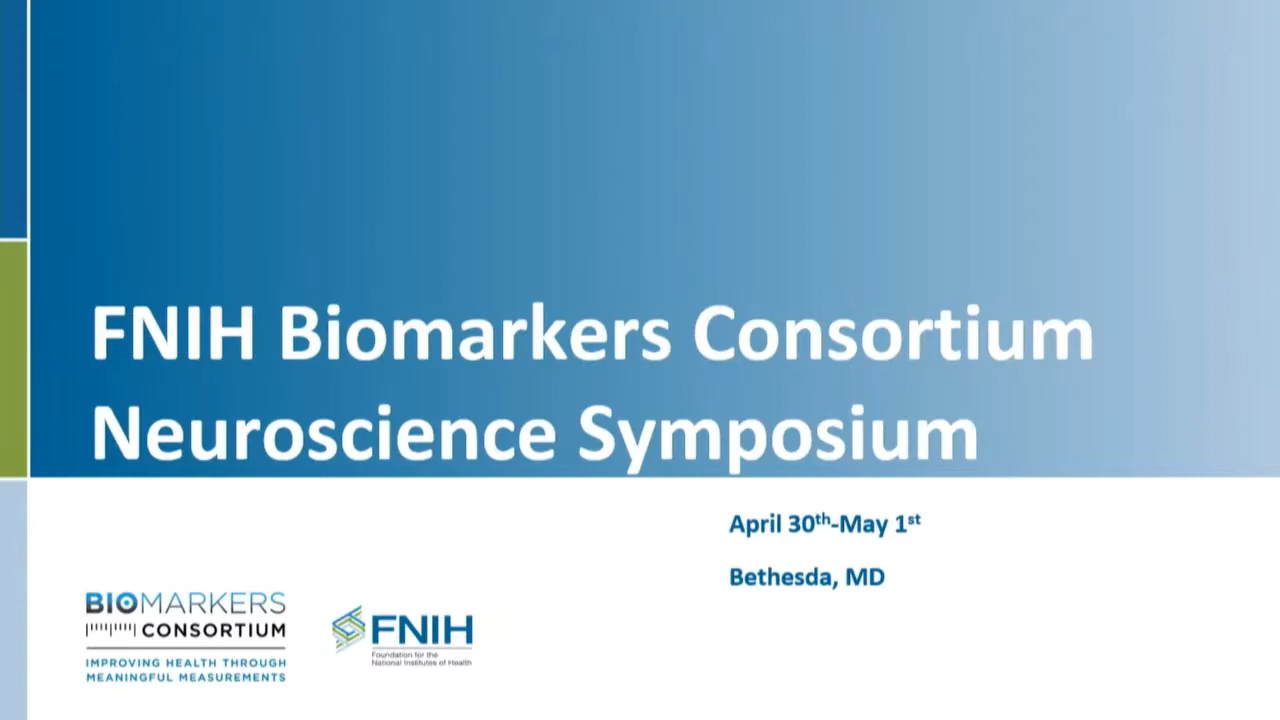 FNIH Biomarkers Consortium
Neuroscience Symposium
April 30th-May 1st
Bethesda, MD
BIOMARKERS
CONSORTIUM
IMPROVING HEALTH THROUGH
MEANINGFUL MEASUREMENTS
FNIH
Foundation for the
National Institutes of Health